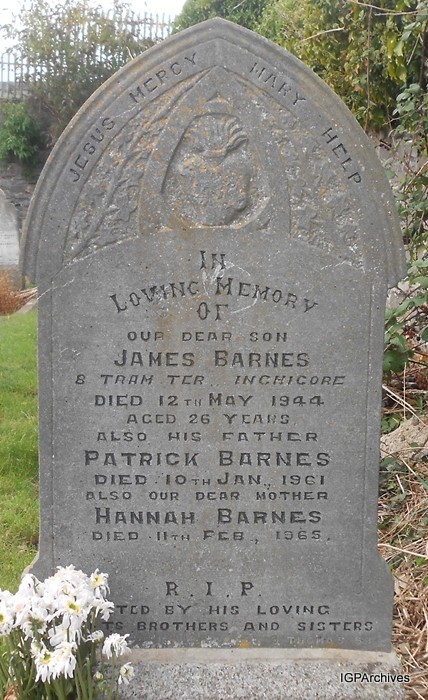 JESUS MERCY MARY HELP
IN
LOVING MEMORY
OF
OUR DEAR SON
JAMES BARNES
8 TRAM TER., INCHICORE
DIED 12TH MAY 1944
AGED 26 YEARS
ALSO HIS FATHER
PATRICK BARNES
DIED 10TH JAN., 1961
ALSO OUR DEAR MOTHER
HANNAH BARNES
DIED 11TH FEB., 1965.
R.I.P.
BY HIS LOVING
BROTHERS AND SISTERS
IGPArchives